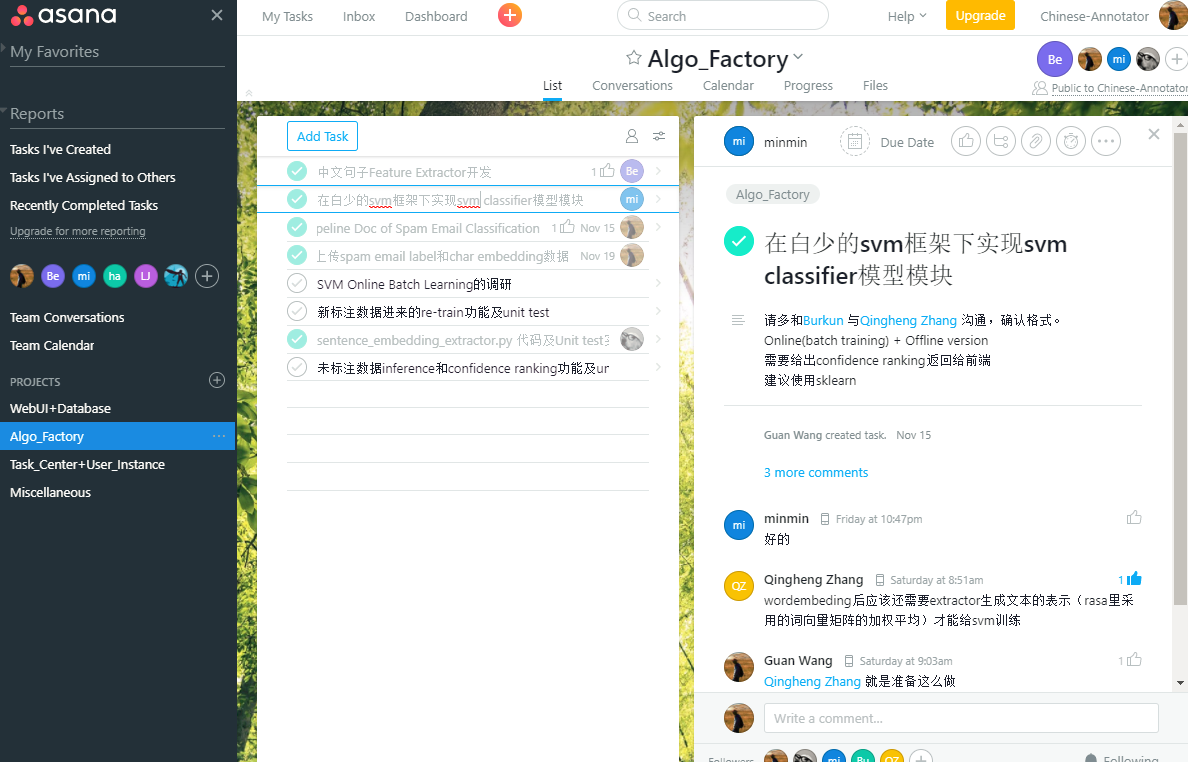 asana
My Tasks
Inbox
Dashboard
Search
Help
Upgrade
Chinese-Annotator
My Favorites
Reports
Tasks I've Created
Tasks I've Assigned to Others
Recently Completed Tasks
Upgrade for more reporting
Be
mi
ha
LJ
Team Conversations
Team Calendar
PROJECTS
WebUI+Database
Algo_Factory
Task_Center+User_Instance
Miscellaneous
Algo_Factory
List
Conversations
Calendar
Progress
Files
Be
mi
Public to Chinese-Annotator
Add Task
中文句子Feature Extractor开发
1
Be
在白少的svm框架下实现svm classifier模型模块
mi
peline Doc of Spam Email Classification
1
Nov 15
上传spam email label和char embedding数据
Nov 19
SVM Online Batch Learning的调研
新标注数据进来的re-train功能及unit test
sentence_embedding_extractor.py 代码及Unit test
未标注数据inference和confidence ranking功能及un
mi
minmin
Due Date
Algo_Factory
在白少的svm框架下实现svm
classifier模型模块
请多和Burkun 与Qingheng Zhang 沟通，确认格式。
Online(batch training) + Offline version
需要给出confidence ranking返回给前端
建议使用sklearn
Guan Wang created task. Nov 15
3 more comments
mi
minmin
Friday at 10:47pm
好的
QZ
Qingheng Zhang
Saturday at 8:51am
1
wordembeding后应该还需要extractor生成文本的表示（rasa里采
用的词向量矩阵的加权平均）才能给svm训练
Guan Wang
Saturday at 9:03am
1
Qingheng Zhang 就是准备这么做
Write a comment...
Followers
mi
Bu
QZ
Following